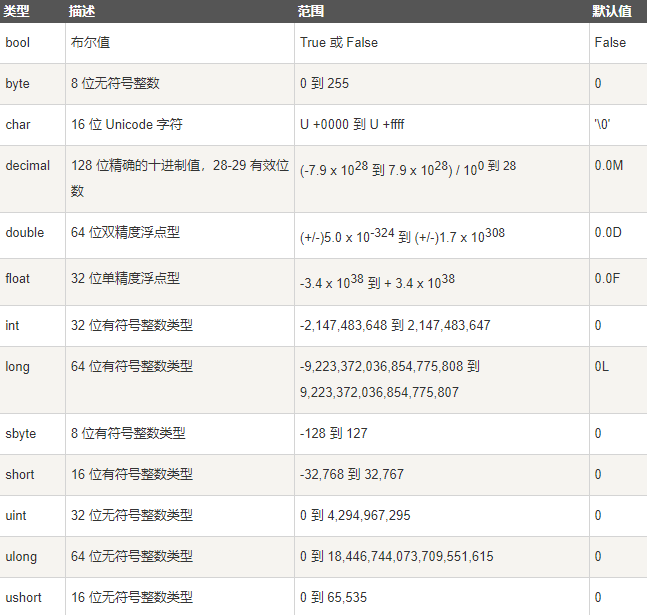 类型 描述 范围 默认值
bool 布尔值 True 或 False False
byte 8 位无符号整数 0 到 255 0
char 16 位 Unicode 字符 U +0000 到 U +ffff '\0'
decimal 128 位精确的十进制值，28-29 有效位数 (-7.9 x 10^28 到 7.9 x 10^28) / 10^0 到 28 0.0M
double 64 位双精度浮点型 (+/-)5.0 x 10^-324 到 (+/-)1.7 x 10^308 0.0D
float 32 位单精度浮点型 -3.4 x 10^38 到 + 3.4 x 10^38 0.0F
int 32 位有符号整数类型 -2,147,483,648 到 2,147,483,647 0
long 64 位有符号整数类型 -9,223,372,036,854,775,808 到 9,223,372,036,854,775,807 0L
sbyte 8 位有符号整数类型 -128 到 127 0
short 16 位有符号整数类型 -32,768 到 32,767 0
uint 32 位无符号整数类型 0 到 4,294,967,295 0
ulong 64 位无符号整数类型 0 到 18,446,744,073,709,551,615 0
ushort 16 位无符号整数类型 0 到 65,535 0